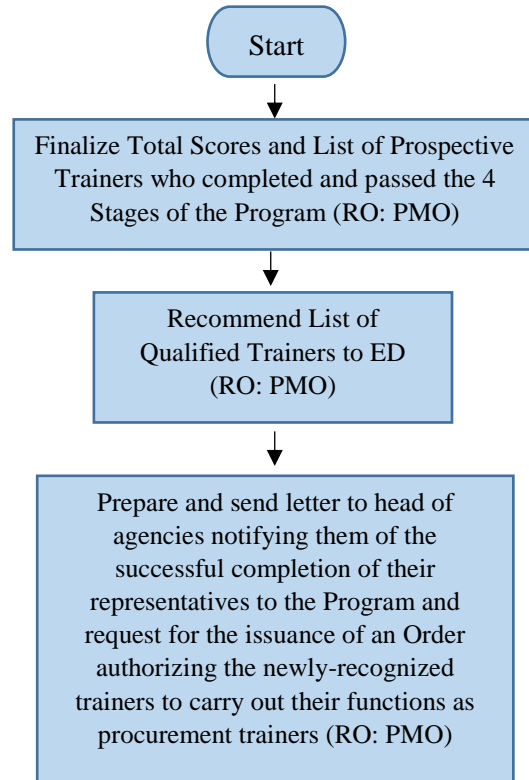 Start
Finalize Total Scores and List of Prospective
Trainers who completed and passed the 4
Stages of the Program (RO: PMO)
Recommend List of
Qualified Trainers to ED
(RO: PMO)
Prepare and send letter to head of
agencies notifying them of the
successful completion of their
representatives to the Program and
request for the issuance of an Order
authorizing the newly-recognized
trainers to carry out their functions as
procurement trainers (RO: PMO)